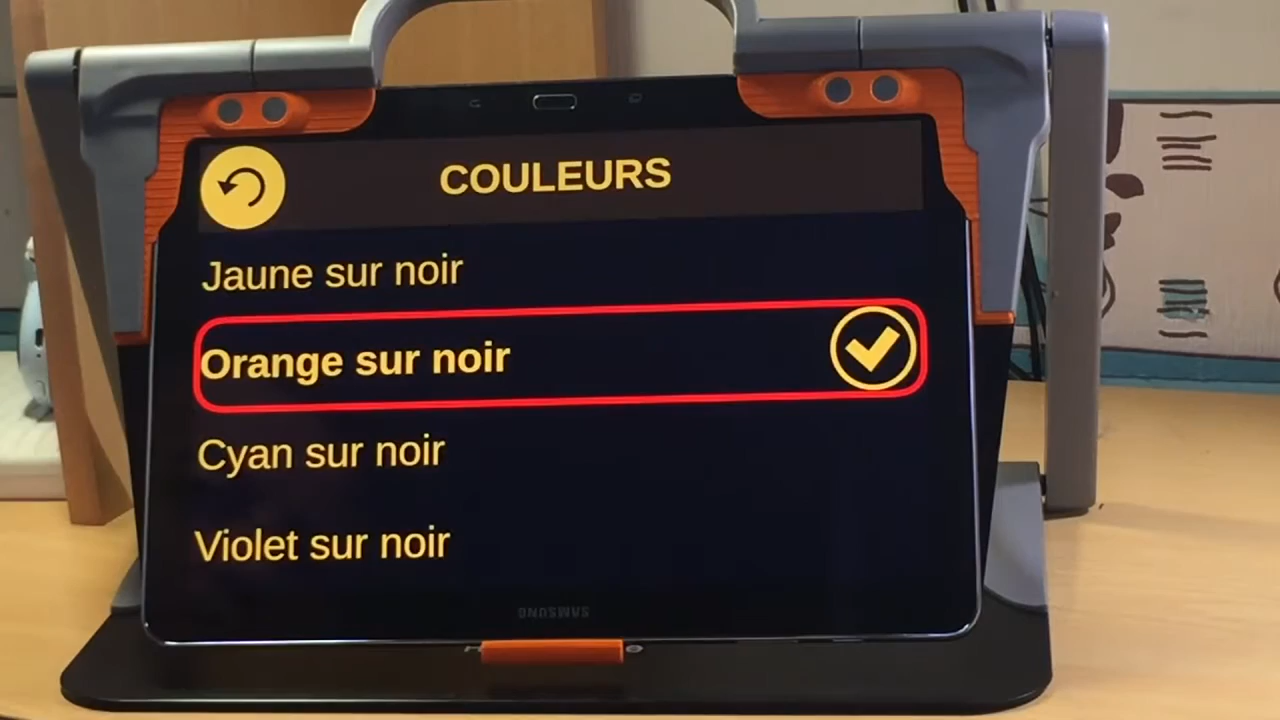 COULEURS
Jaune sur noir
Orange sur noir
Cyan sur noir
Violet sur noir
SAMSUNG